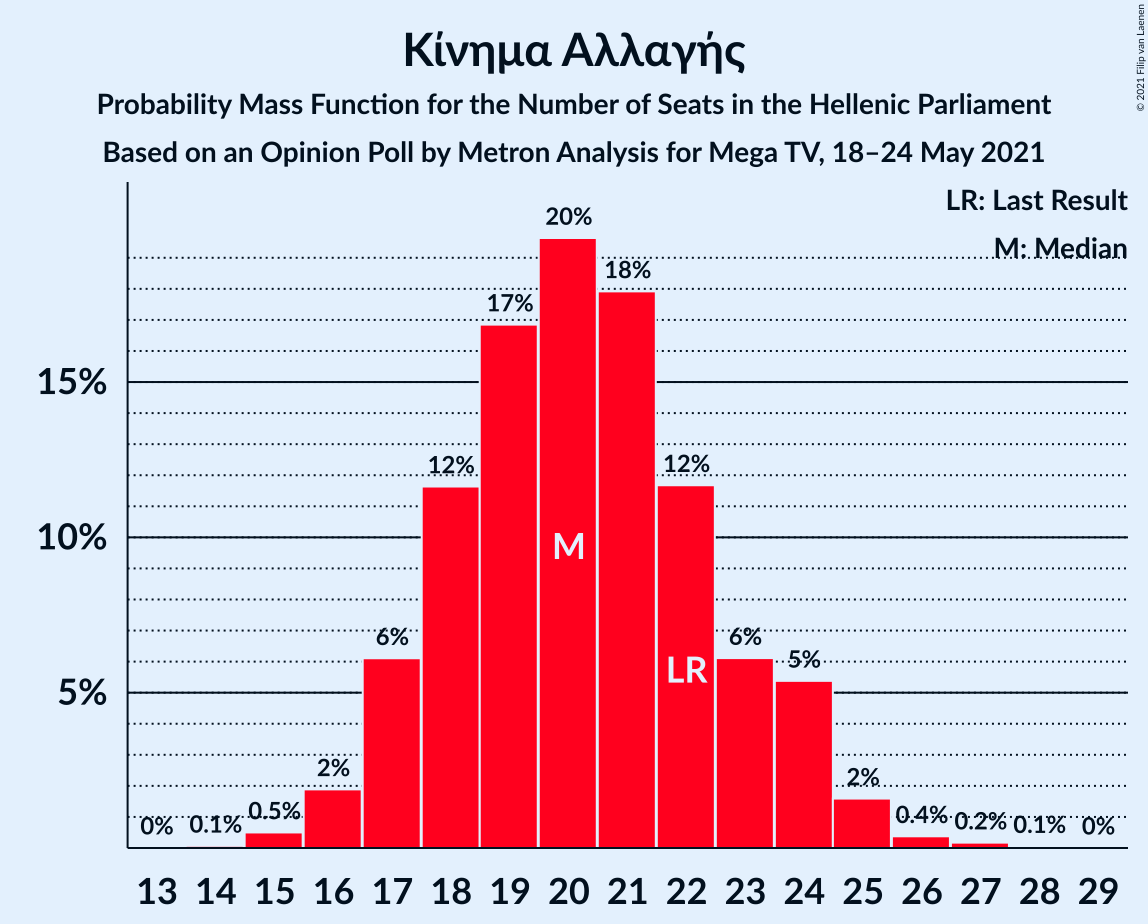 Κίνημα Αλλαγής
Probability Mass Function for the Number of Seats in the Hellenic Parliament
Based on an Opinion Poll by Metron Analysis for Mega TV, 18–24 May 2021
© 2021 Filip van Laenen
LR: Last Result
M: Median
20%
18%
17%
15%
12% 12%
10%
M
6% 6%
5%
LR
5%
2% 2%
0% 0.1% 0.5% 0.4% 0.2% 0.1% 0%
13 14 15 16 17 18 19 20 21 22 23 24 25 26 27 28 29